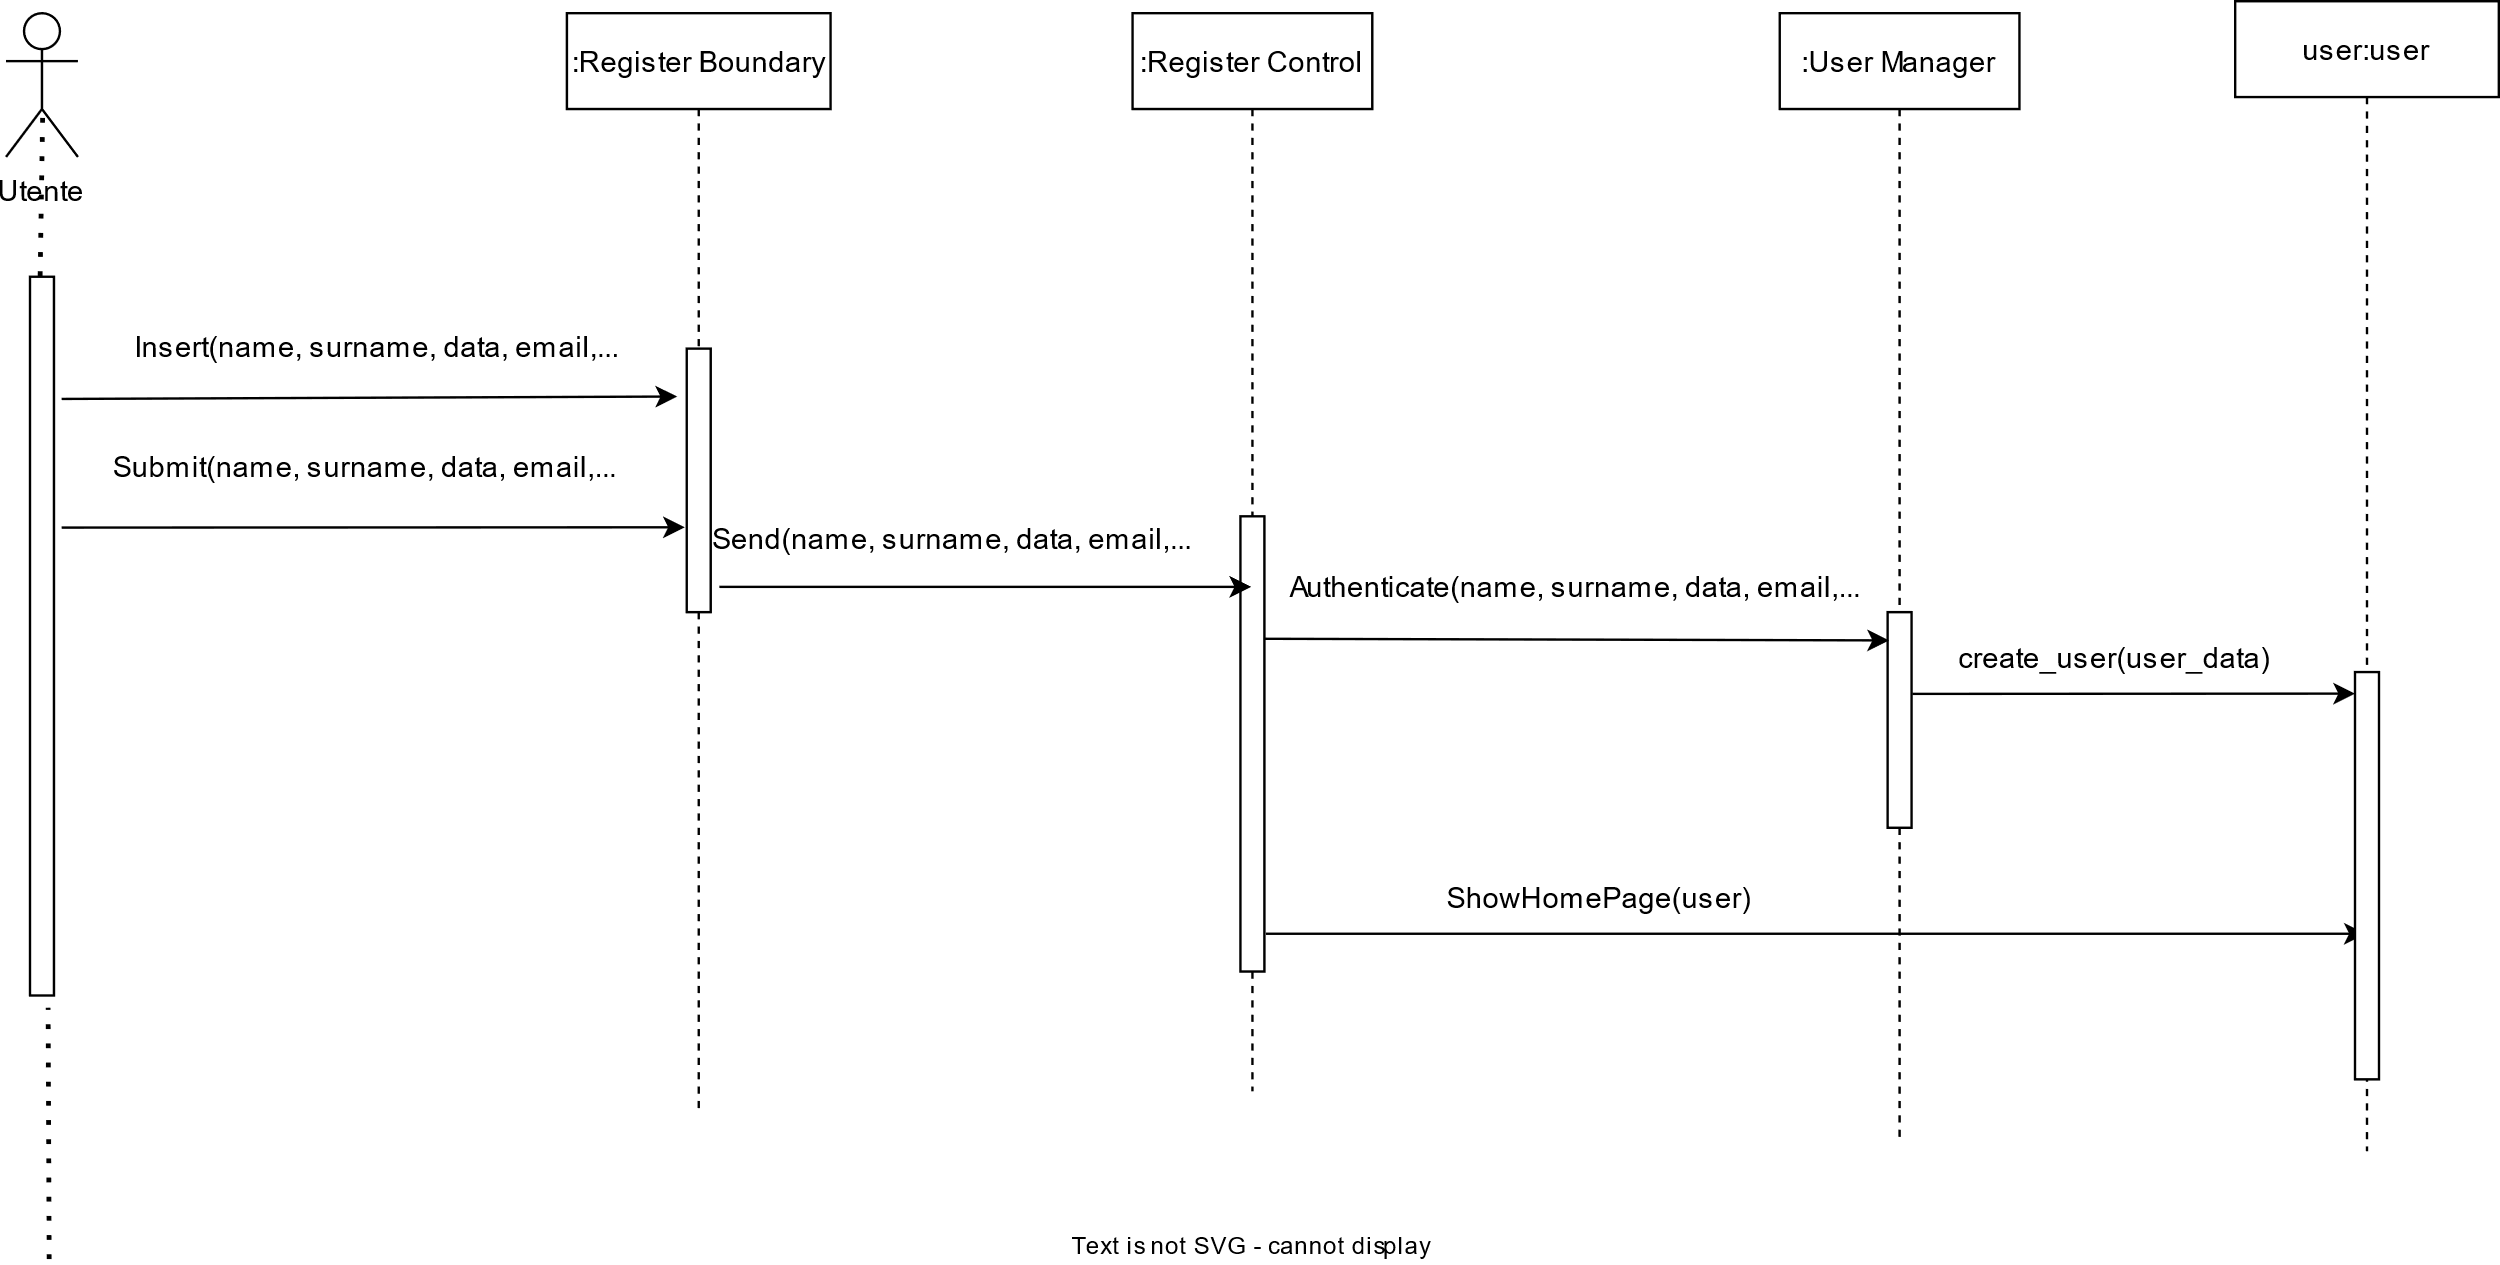 :Register Boundary
:Register Control
:User Manager
user:user
Utente
Insert(name, surname, data, email,...
Submit(name, surname, data, email,...
Send(name, surname, data, email,...
Authenticate(name, surname, data, email,...
create_user(user_data)
ShowHomePage(user)
Text is not SVG - cannot display